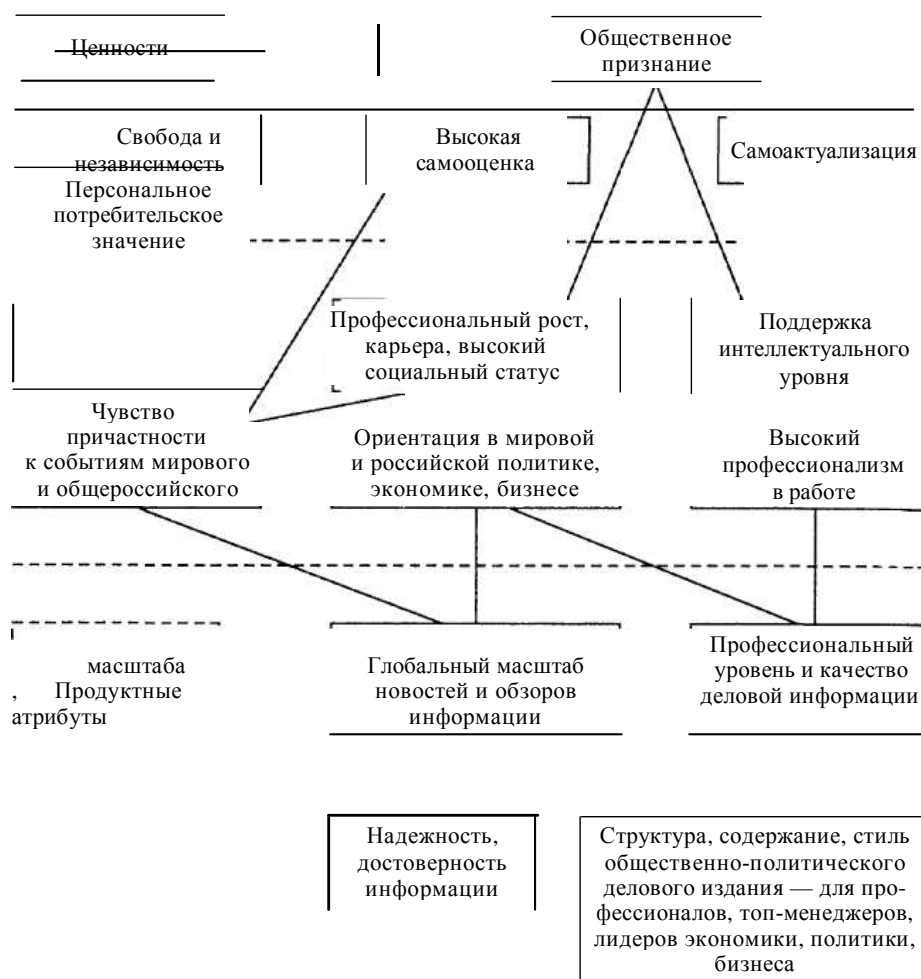 Ценности
Общественное
признание
Свобода и
независимость
Высокая
самооценка
Самоактуализация
Персональное
потребительское
значение
Профессиональный рост,
карьера, высокий
социальный статус
Поддержка
интеллектуального
уровня
Чувство
причастности
к событиям мирового
и общероссийского
Ориентация в мировой
и российской политике,
экономике, бизнесе
Высокий
профессионализм
в работе
масштаба
, Продуктные
атрибуты
Глобальный масштаб
новостей и обзоров
информации
Профессиональный
уровень и качество
деловой информации
Надежность,
достоверность
информации
Структура, содержание, стиль
общественно-политического
делового издания — для про-
фессионалов, топ-менеджеров,
лидеров экономики, политики,
бизнеса